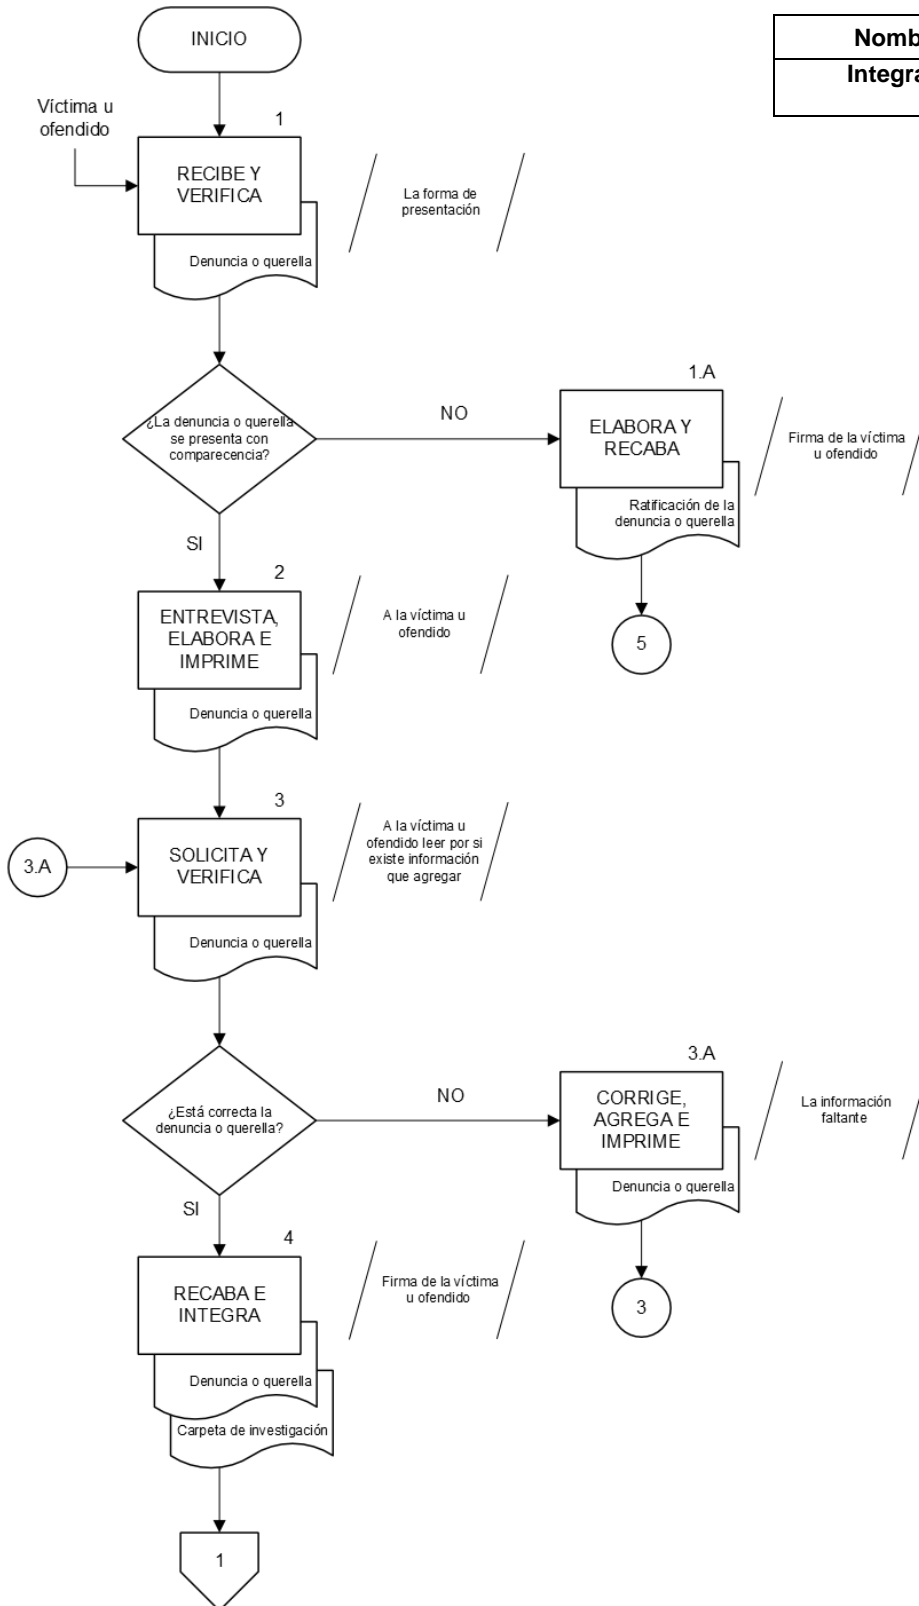 INICIO
Nomb
Integra
Víctima u
ofendido
1
RECIBE Y
VERIFICA
La forma de
presentación
Denuncia o querella
¿La denuncia o querella
se presenta con
comparecencia?
NO
1.A
ELABORA Y
RECABA
Firma de la víctima
u ofendido
Ratificación de la
denuncia o querella
5
SI
2
ENTREVISTA,
ELABORA E
IMPRIME
A la víctima u
ofendido
Denuncia o querella
3
3.A
SOLICITA Y
VERIFICA
A la víctima u
ofendido leer por si
existe información
que agregar
Denuncia o querella
¿Está correcta la
denuncia o querella?
NO
3.A
CORRIGE,
AGREGA E
IMPRIME
La información
faltante
Denuncia o querella
3
SI
4
RECABA E
INTEGRA
Firma de la víctima
u ofendido
Denuncia o querella
Carpeta de investigación
1